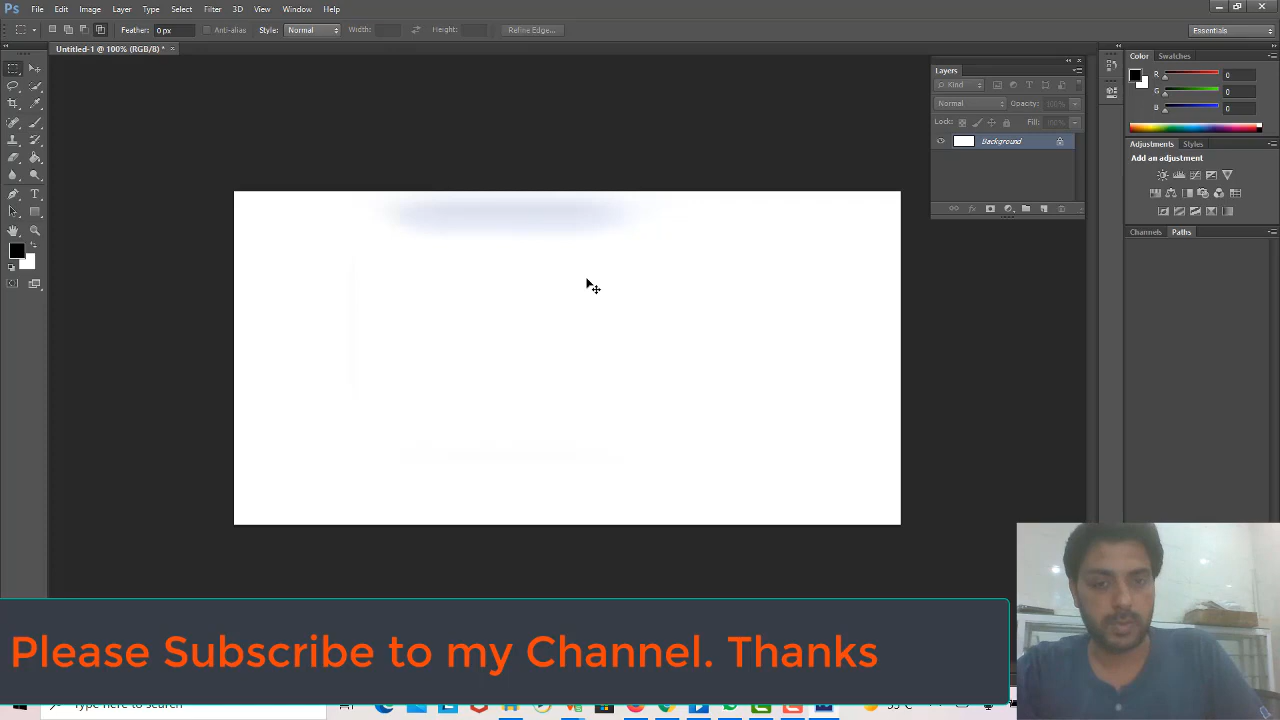 Ps File Edit Image Layer Type Select Filter 3D View Window Help
Feather: 0 px Anti-alias Style: Normal Width: Height: Refine Edge... Essentials
Untitled-1 @ 100% (RGB/8) * ×
Layers
Kind
Normal Opacity: 100%
Lock: Fill: 100%
Background
Color Swatches
R 0
G 0
B 0
Adjustments Styles
Add an adjustment
Channels Paths
Please Subscribe to my Channel. Thanks
Type here to search